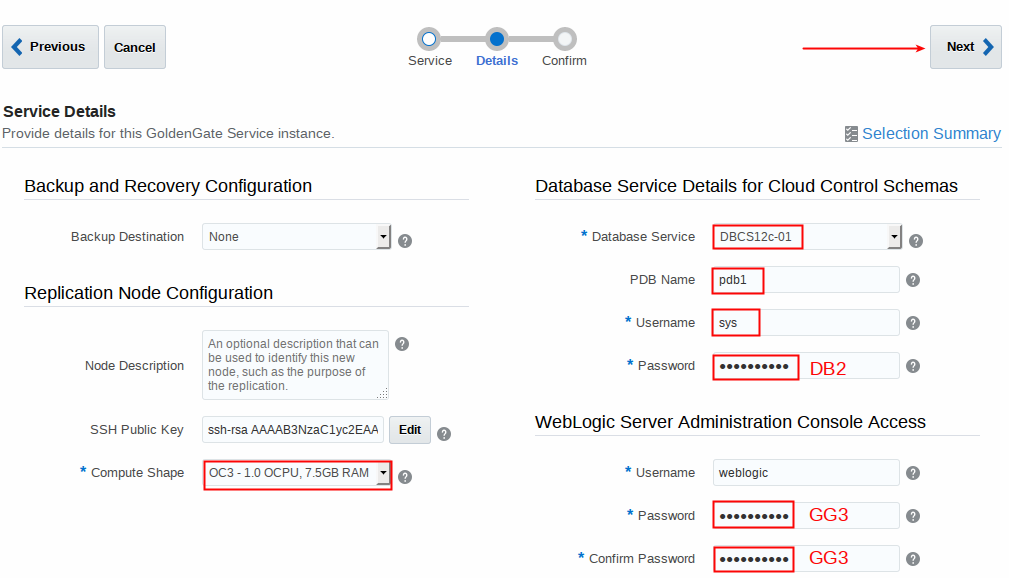 Previous
Cancel
Service
Details
Confirm
Next
Service Details
Provide details for this GoldenGate Service instance.
Selection Summary
Backup and Recovery Configuration
Backup Destination
None
?
Replication Node Configuration
Node Description
An optional description that can
be used to identify this new
node, such as the purpose of
the replication.
?
SSH Public Key
ssh-rsa AAAAB3NzaC1yc2EAA
Edit
?
* Compute Shape
OC3 - 1.0 OCPU, 7.5GB RAM
?
Database Service Details for Cloud Control Schemas
* Database Service
DBCS12c-01
?
PDB Name
pdb1
?
* Username
sys
?
* Password
●●●●●●●●●●
DB2
?
WebLogic Server Administration Console Access
* Username
weblogic
?
* Password
●●●●●●●●●●
GG3
?
* Confirm Password
●●●●●●●●●●
GG3
?